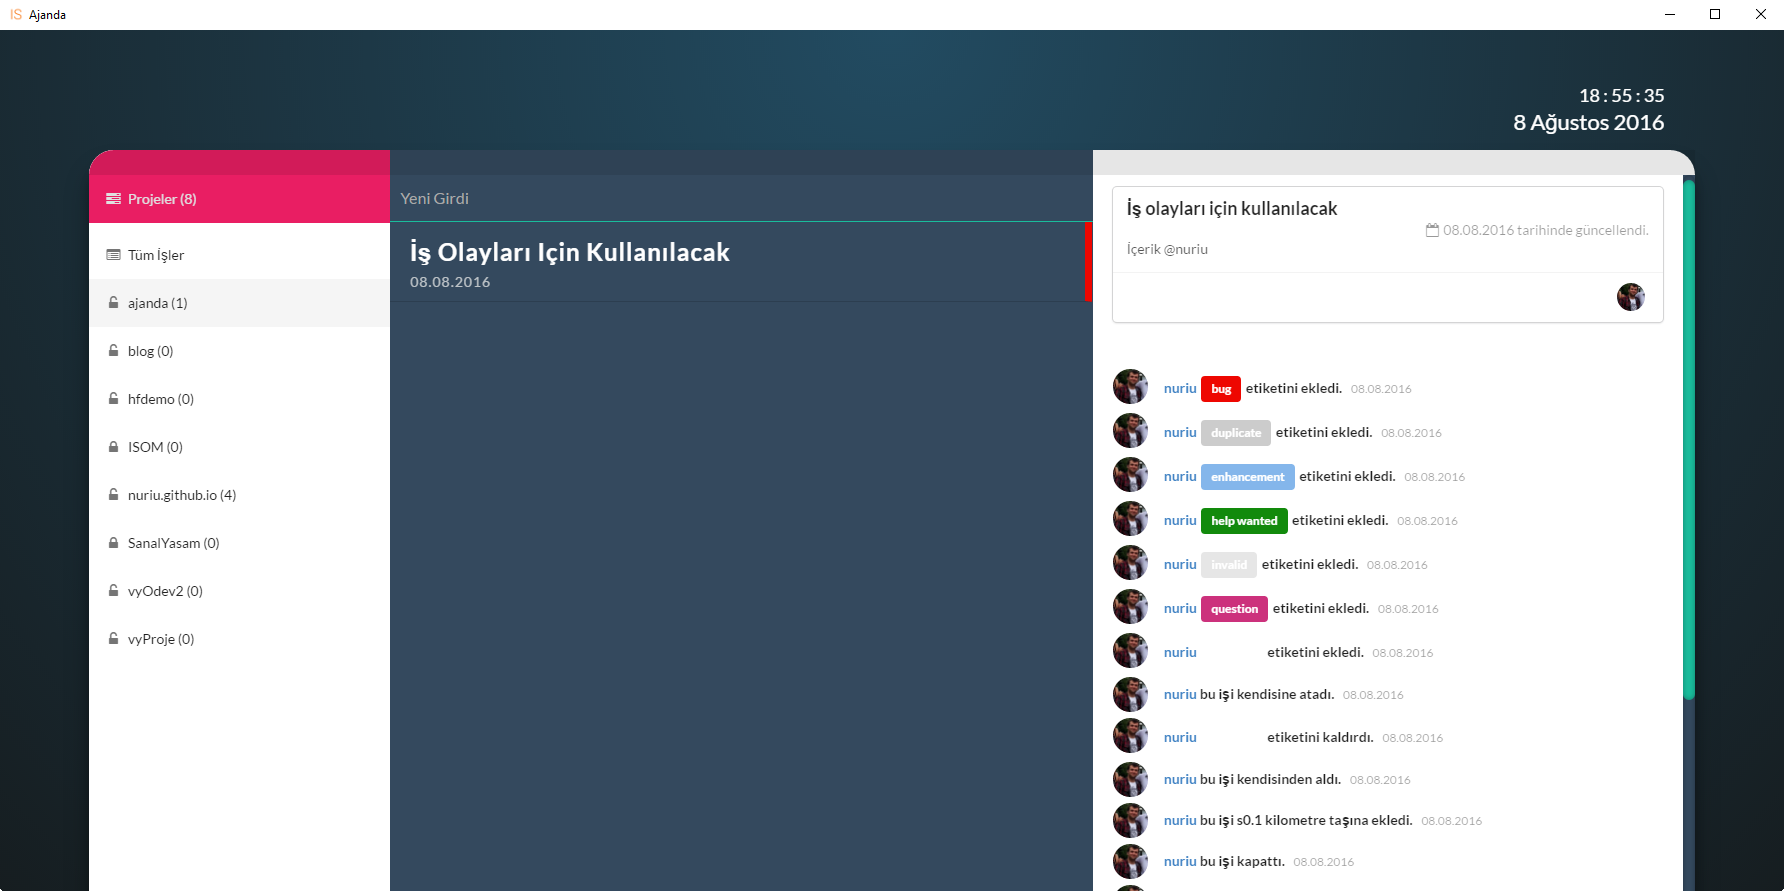 IS Ajanda
18 : 55 : 35
8 Ağustos 2016
Projeler (8)
Tüm İşler
ajanda (1)
blog (0)
hfdemo (0)
ISOM (0)
nuriu.github.io (4)
SanalYasam (0)
vyOdev2 (0)
vyProje (0)
Yeni Girdi
İş Olayları Için Kullanılacak
08.08.2016
İş olayları için kullanılacak
08.08.2016 tarihinde güncellendi.
İçerik @nuriu
nuriu bug etiketini ekledi. 08.08.2016
nuriu duplicate etiketini ekledi. 08.08.2016
nuriu enhancement etiketini ekledi. 08.08.2016
nuriu help wanted etiketini ekledi. 08.08.2016
nuriu invalid etiketini ekledi. 08.08.2016
nuriu question etiketini ekledi. 08.08.2016
nuriu etiketini ekledi. 08.08.2016
nuriu bu işi kendisine atadı. 08.08.2016
nuriu etiketini kaldırdı. 08.08.2016
nuriu bu işi kendisinden aldı. 08.08.2016
nuriu bu işi s0.1 kilometre taşına ekledi. 08.08.2016
nuriu bu işi kapattı. 08.08.2016